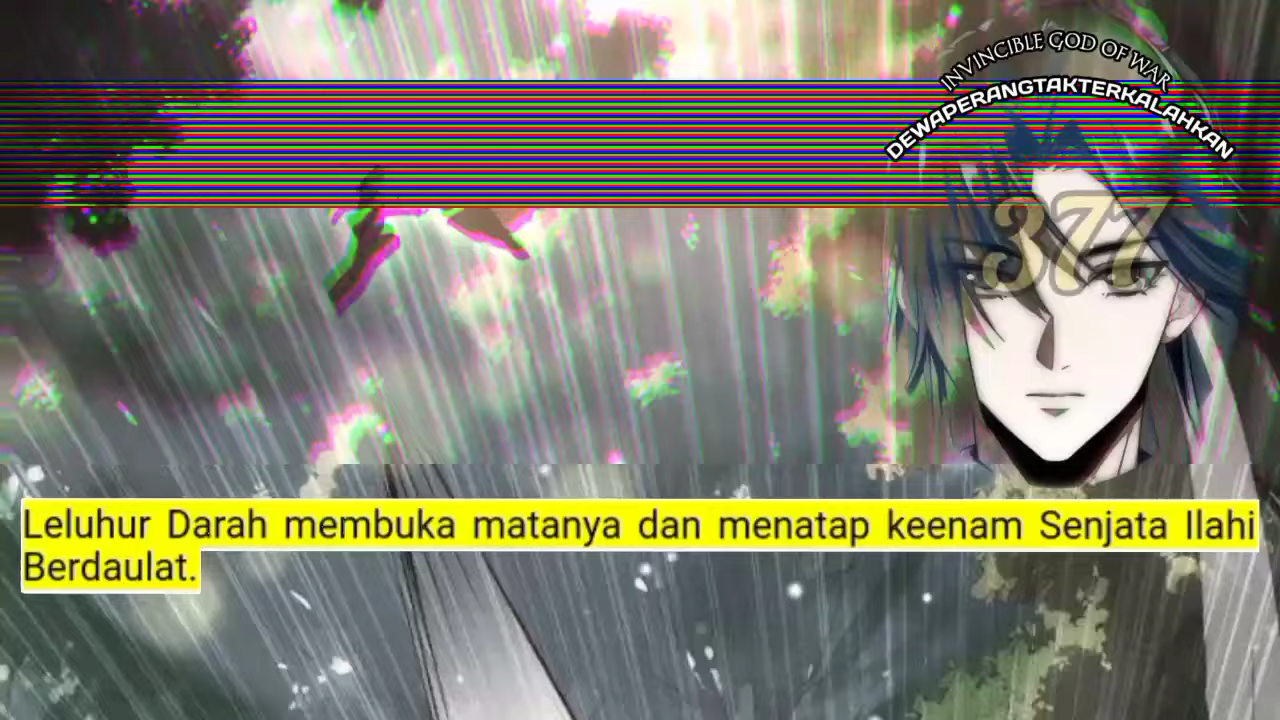 INVINCIBLE GOD OF WAR
DEWAPERANGTAKTERKALAHKAN
377
Leluhur Darah membuka matanya dan menatap keenam Senjata Ilahi
Berdaulat.